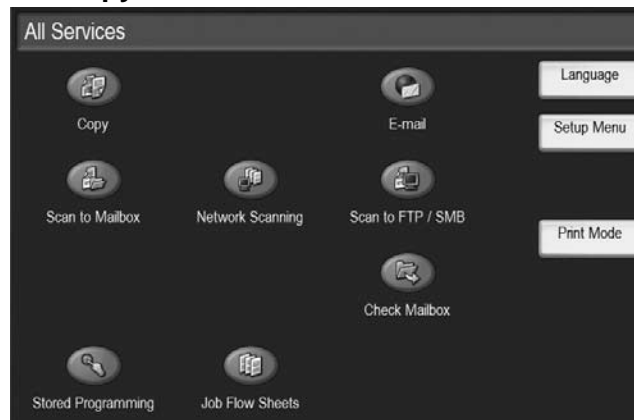 All Services
Copy
E-mail
Language
Setup Menu
Scan to Mailbox
Network Scanning
Scan to FTP / SMB
Print Mode
Check Mailbox
Stored Programming
Job Flow Sheets